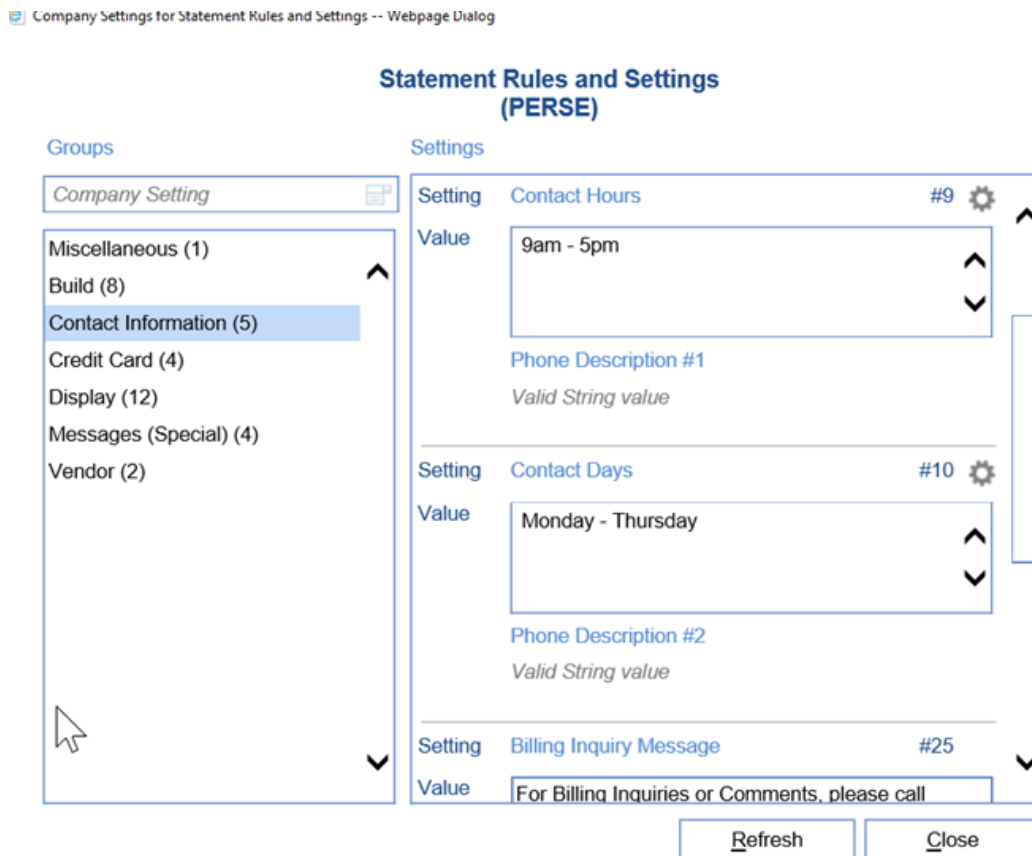 Company Settings for Statement Rules and Settings -- Webpage Dialog
Statement Rules and Settings
(PERSE)
Groups
Company Setting
Miscellaneous (1)
Build (8)
Contact Information (5)
Credit Card (4)
Display (12)
Messages (Special) (4)
Vendor (2)
Settings
Setting Contact Hours #9
Value 9am - 5pm
Phone Description #1
Valid String value
Setting Contact Days #10
Value Monday - Thursday
Phone Description #2
Valid String value
Setting Billing Inquiry Message #25
Value For Billing Inquiries or Comments, please call
Refresh Close